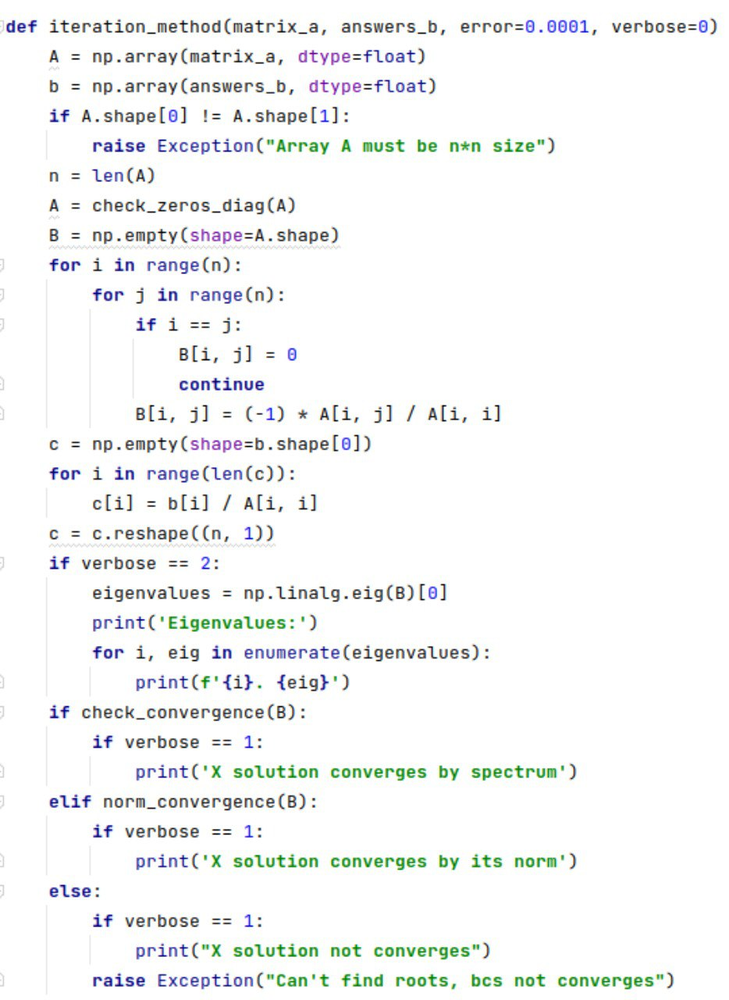 def iteration_method(matrix_a, answers_b, error=0.0001, verbose=0)
    A = np.array(matrix_a, dtype=float)
    b = np.array(answers_b, dtype=float)
    if A.shape[0] != A.shape[1]:
        raise Exception("Array A must be n*n size")
    n = len(A)
    A = check_zeros_diag(A)
    B = np.empty(shape=A.shape)
    for i in range(n):
        for j in range(n):
            if i == j:
                B[i, j] = 0
                continue
            B[i, j] = (-1) * A[i, j] / A[i, i]
    c = np.empty(shape=b.shape[0])
    for i in range(len(c)):
        c[i] = b[i] / A[i, i]
    c = c.reshape((n, 1))
    if verbose == 2:
        eigenvalues = np.linalg.eig(B)[0]
        print('Eigenvalues:')
        for i, eig in enumerate(eigenvalues):
            print(f'{i}. {eig}')
    if check_convergence(B):
        if verbose == 1:
            print('X solution converges by spectrum')
    elif norm_convergence(B):
        if verbose == 1:
            print('X solution converges by its norm')
    else:
        if verbose == 1:
            print("X solution not converges")
        raise Exception("Can't find roots, bcs not converges")